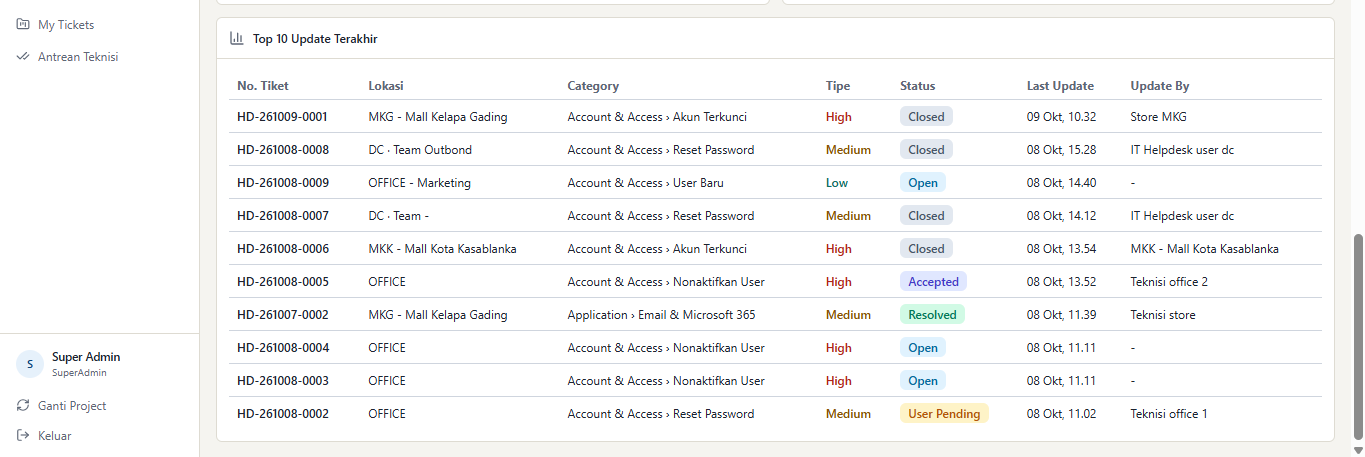 My Tickets
Antrean Teknisi
Top 10 Update Terakhir
No. Tiket Lokasi Category Tipe Status Last Update Update By
HD-261009-0001 MKG - Mall Kelapa Gading Account & Access › Akun Terkunci High Closed 09 Okt, 10.32 Store MKG
HD-261008-0008 DC · Team Outbond Account & Access › Reset Password Medium Closed 08 Okt, 15.28 IT Helpdesk user dc
HD-261008-0009 OFFICE - Marketing Account & Access › User Baru Low Open 08 Okt, 14.40 -
HD-261008-0007 DC · Team - Account & Access › Reset Password Medium Closed 08 Okt, 14.12 IT Helpdesk user dc
HD-261008-0006 MKK - Mall Kota Kasablanka Account & Access › Akun Terkunci High Closed 08 Okt, 13.54 MKK - Mall Kota Kasablanka
HD-261008-0005 OFFICE Account & Access › Nonaktifkan User High Accepted 08 Okt, 13.52 Teknisi office 2
HD-261007-0002 MKG - Mall Kelapa Gading Application › Email & Microsoft 365 Medium Resolved 08 Okt, 11.39 Teknisi store
HD-261008-0004 OFFICE Account & Access › Nonaktifkan User High Open 08 Okt, 11.11 -
HD-261008-0003 OFFICE Account & Access › Nonaktifkan User High Open 08 Okt, 11.11 -
HD-261008-0002 OFFICE Account & Access › Reset Password Medium User Pending 08 Okt, 11.02 Teknisi office 1
S
Super Admin
SuperAdmin
Ganti Project
Keluar